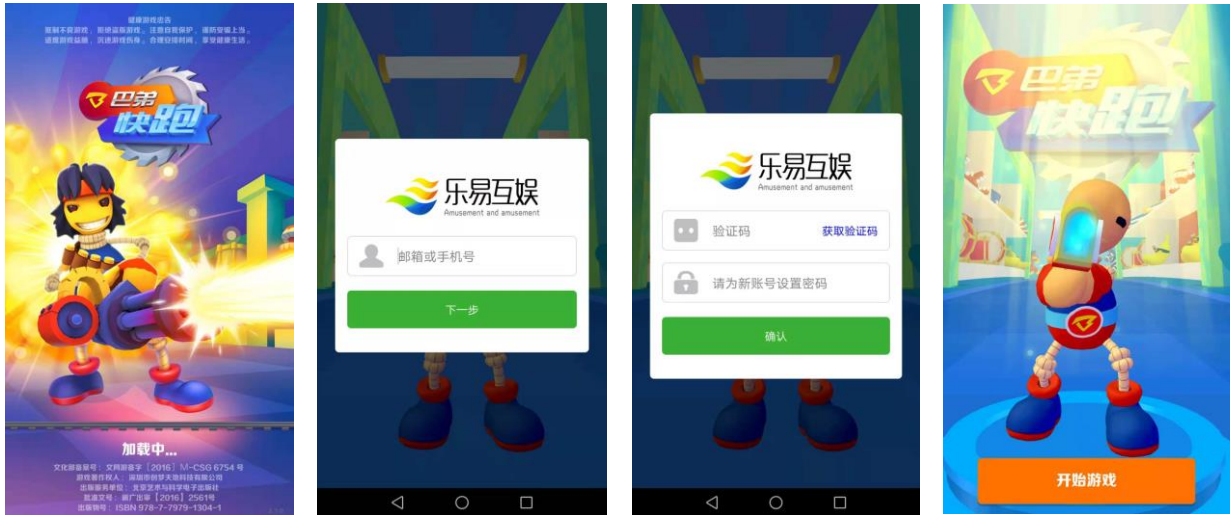 健康游戏忠告
抵制不良游戏，拒绝盗版游戏。注意自我保护，谨防受骗上当。
适度游戏益脑，沉迷游戏伤身。合理安排时间，享受健康生活。
巴弟
快跑
加载中...
文化部备案号：文网游备字〔2016〕M-CSG 6754 号
游戏著作权人：深圳市创梦天地科技有限公司
出版服务单位：北京艺术与科学电子出版社
批准文号：新广出审【2016】2561号
出版物号：ISBN 978-7-7979-1304-1
乐易互娱
Amusement and amusement
邮箱或手机号
下一步
乐易互娱
Amusement and amusement
验证码 获取验证码
请为新账号设置密码
确认
巴弟
快跑
开始游戏